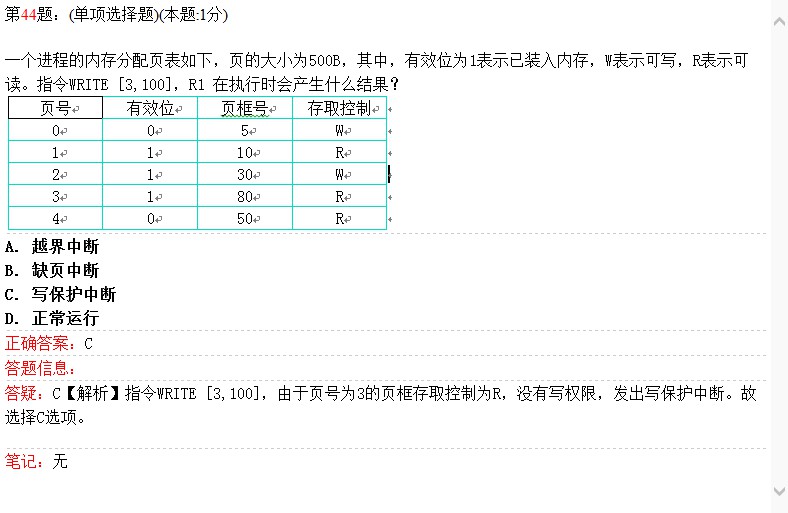 第44题：(单项选择题)(本题:1分)
一个进程的内存分配页表如下，页的大小为500B，其中，有效位为1表示已装入内存，W表示可写，R表示可
读。指令WRITE [3,100]，R1 在执行时会产生什么结果？
页号 有效位 页框号 存取控制
0 0 5 W
1 1 10 R
2 1 30 W
3 1 80 R
4 0 50 R
A. 越界中断
B. 缺页中断
C. 写保护中断
D. 正常运行
正确答案：C
答题信息：
答疑：C【解析】指令WRITE [3,100]，由于页号为3的页框存取控制为R，没有写权限，发出写保护中断。故
选择C选项。
笔记：无